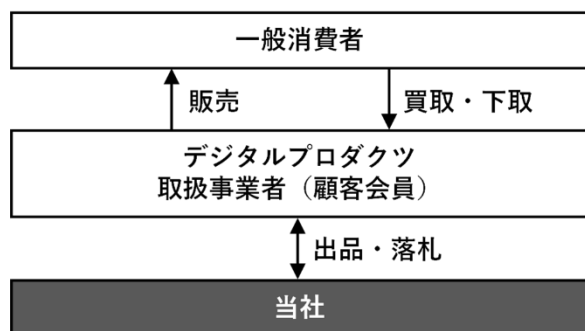 一般消費者
販売
買取・下取
デジタルプロダクツ
取扱事業者（顧客会員）
出品・落札
当社